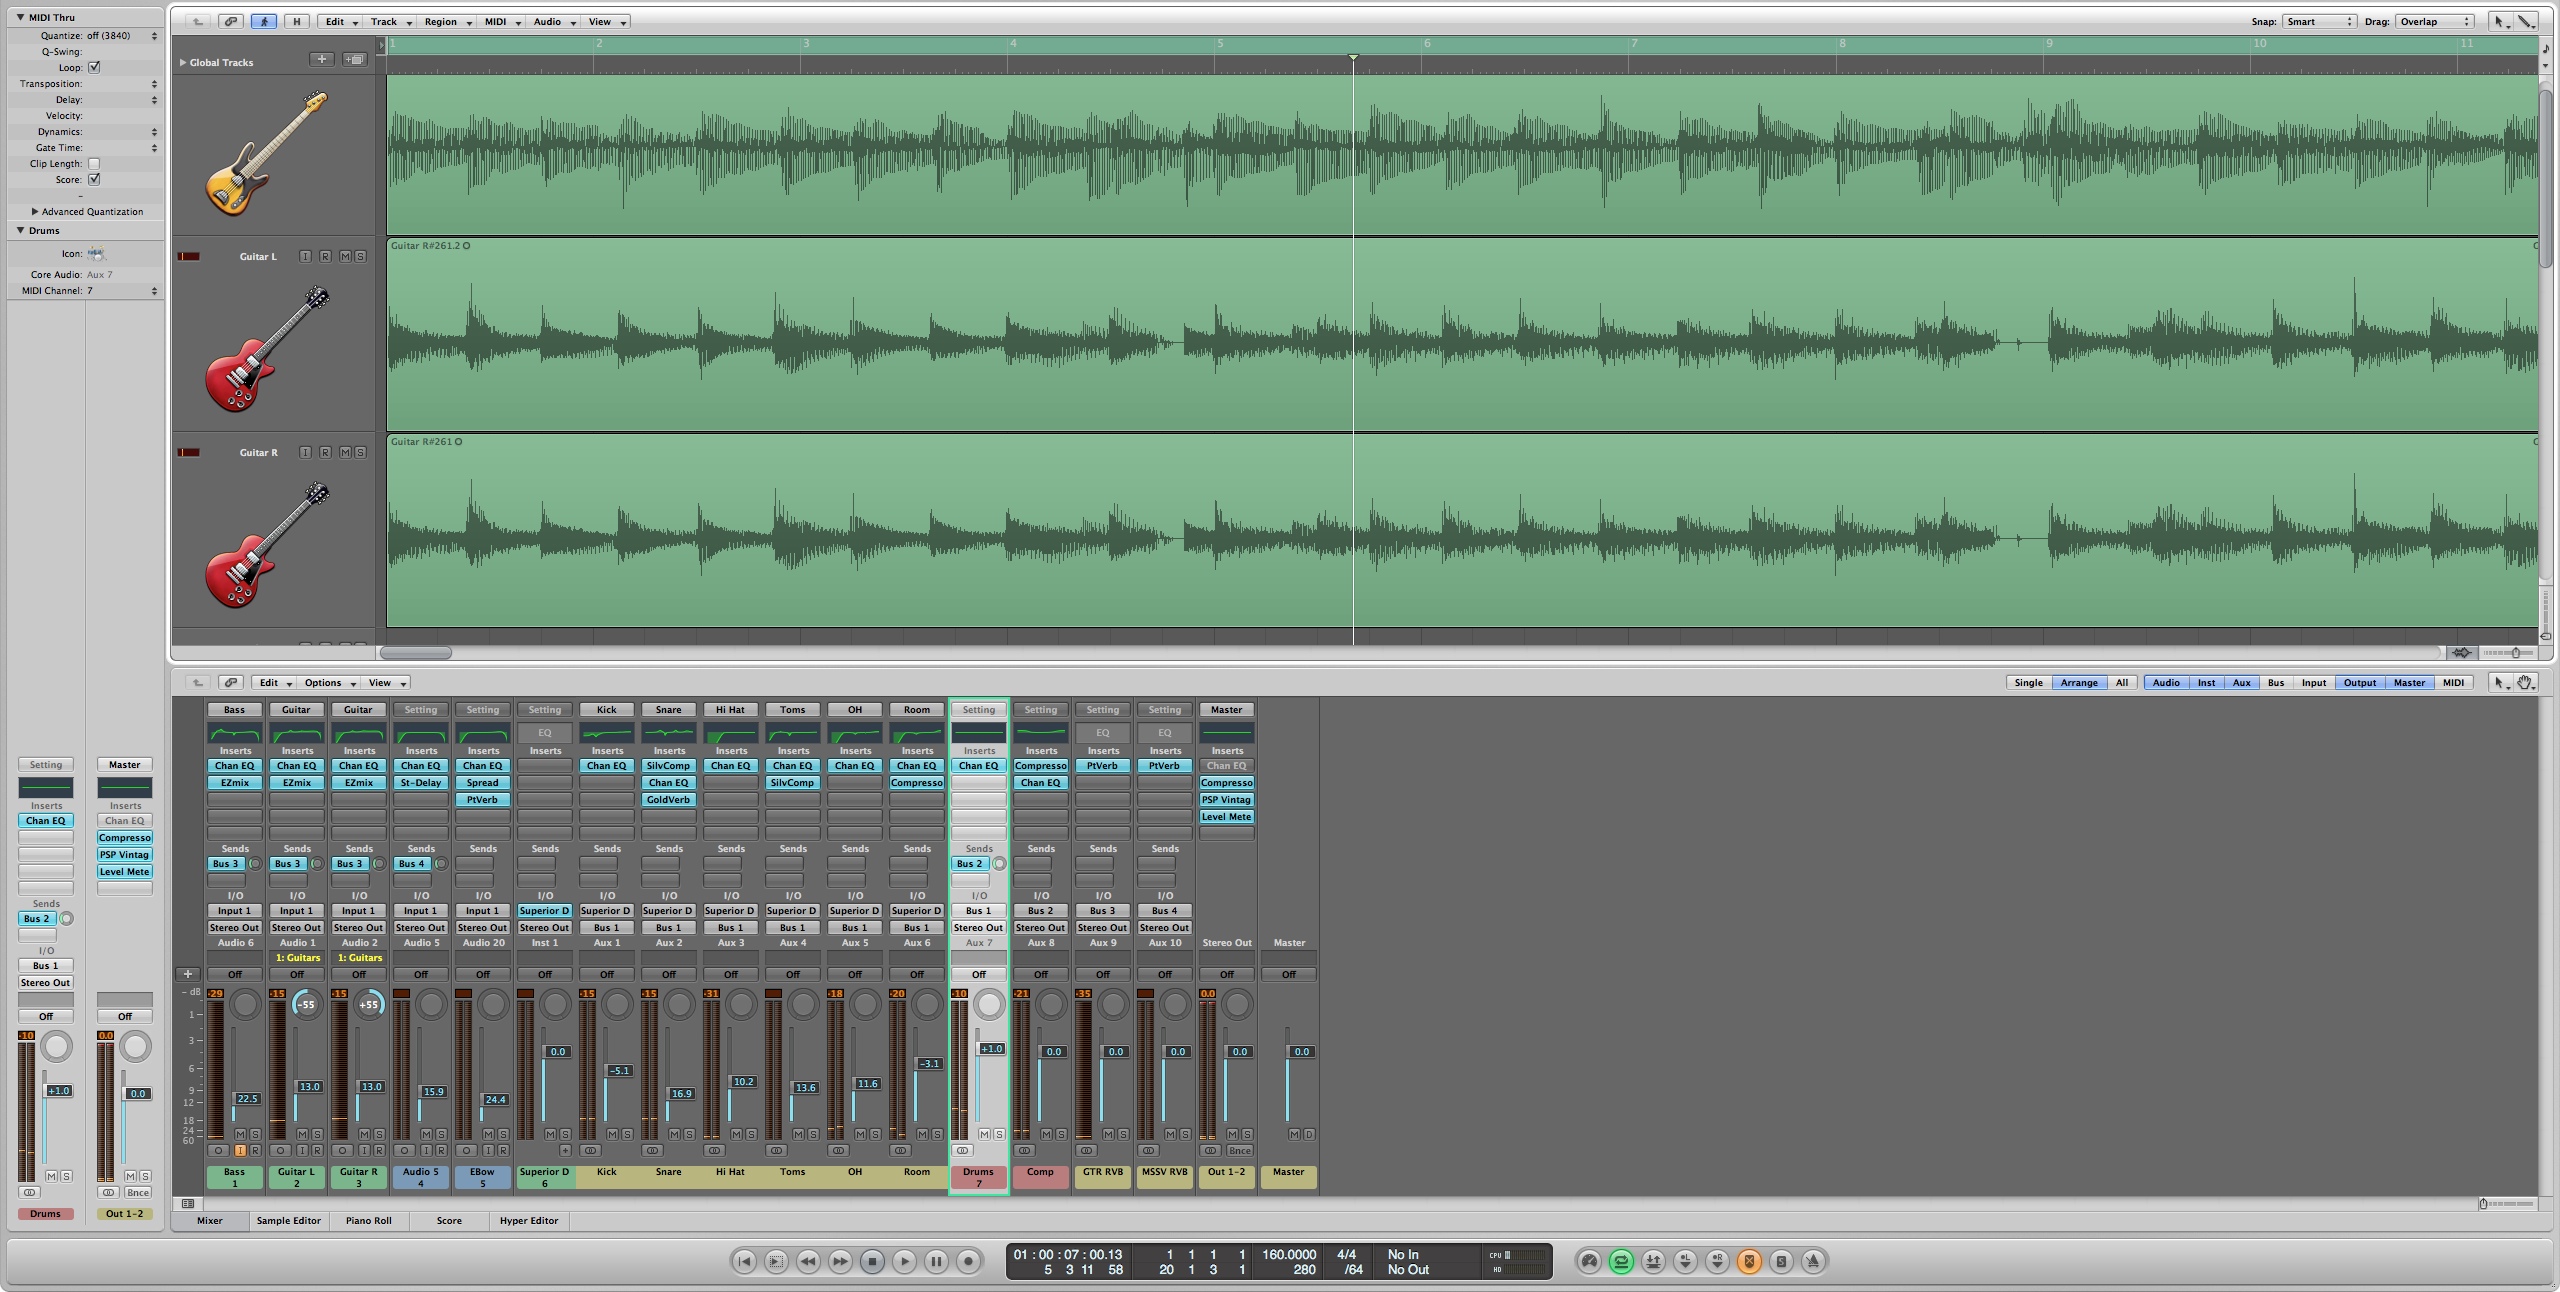 MIDI Thru
Quantize: off (3840)
Q-Swing:
Loop:
Transposition:
Delay:
Velocity:
Dynamics:
Gate Time:
Clip Length:
Score:
Advanced Quantization
Drums
Icon:
Core Audio: Aux 7
MIDI Channel: 7
H Edit Track Region MIDI Audio View Snap: Smart Drag: Overlap
Global Tracks
1 2 3 4 5 6 7 8 9 10 11
Guitar L I R M S
Guitar R#261.2
Guitar R I R M S
Guitar R#261
Edit Options View Single Arrange All Audio Inst Aux Bus Input Output Master MIDI
Bass Guitar Guitar Setting Setting Setting Kick Snare Hi Hat Toms OH Room Setting Setting Setting Setting Master
EQ EQ EQ
Inserts Inserts Inserts Inserts Inserts Inserts Inserts Inserts Inserts Inserts Inserts Inserts Inserts Inserts Inserts Inserts Inserts
Chan EQ Chan EQ Chan EQ Chan EQ Chan EQ Chan EQ SilvComp Chan EQ Chan EQ Chan EQ Chan EQ Chan EQ Compresso PtVerb PtVerb Chan EQ
EZmix EZmix EZmix St-Delay Spread Chan EQ SilvComp Compresso Chan EQ Compresso
PtVerb GoldVerb PSP Vintag
Level Mete
Sends Sends Sends Sends Sends Sends Sends Sends Sends Sends Sends Sends Sends Sends Sends Sends
Bus 3 Bus 3 Bus 3 Bus 4 Bus 2
I/O I/O I/O I/O I/O I/O I/O I/O I/O I/O I/O I/O I/O I/O I/O I/O
Input 1 Input 1 Input 1 Input 1 Input 1 Superior D Superior D Superior D Superior D Superior D Superior D Superior D Bus 1 Bus 2 Bus 3 Bus 4
Stereo Out Stereo Out Stereo Out Stereo Out Stereo Out Stereo Out Bus 1 Bus 1 Bus 1 Bus 1 Bus 1 Bus 1 Stereo Out Stereo Out Stereo Out Stereo Out
Audio 6 Audio 1 Audio 2 Audio 5 Audio 20 Inst 1 Aux 1 Aux 2 Aux 3 Aux 4 Aux 5 Aux 6 Aux 7 Aux 8 Aux 9 Aux 10 Stereo Out Master
1: Guitars 1: Guitars
Off Off Off Off Off Off Off Off Off Off Off Off Off Off Off Off Off Off
dB -29 -15 -55 -15 +55 -15 -15 -31 -18 -20 -10 -21 -35 0.0
1
3
6
9
12
18
24
60
22.5 13.0 13.0 15.9 24.4 0.0 -5.1 16.9 10.2 13.6 11.6 -3.1 +1.0 0.0 0.0 0.0 0.0 0.0
M S M S M S M S M S M S M S M S M S M S M S M S M S M S M S M S M S M D
I R I R I R I R I R Bnce
Bass Guitar L Guitar R Audio 5 EBow Superior D Kick Snare Hi Hat Toms OH Room Drums Comp GTR RVB MSSV RVB Out 1-2 Master
1 2 3 4 5 6 7
Setting Master
Inserts Inserts
Chan EQ Chan EQ
Compresso
PSP Vintag
Level Mete
Sends
Bus 2
I/O
Bus 1
Stereo Out
Off Off
-10 0.0
+1.0 0.0
M S M S
Bnce
Drums Out 1-2
Mixer Sample Editor Piano Roll Score Hyper Editor
01 : 00 : 07 : 00.13 1 1 1 1 160.0000 4/4 No In CPU
5 3 11 58 20 1 3 1 280 /64 No Out HD